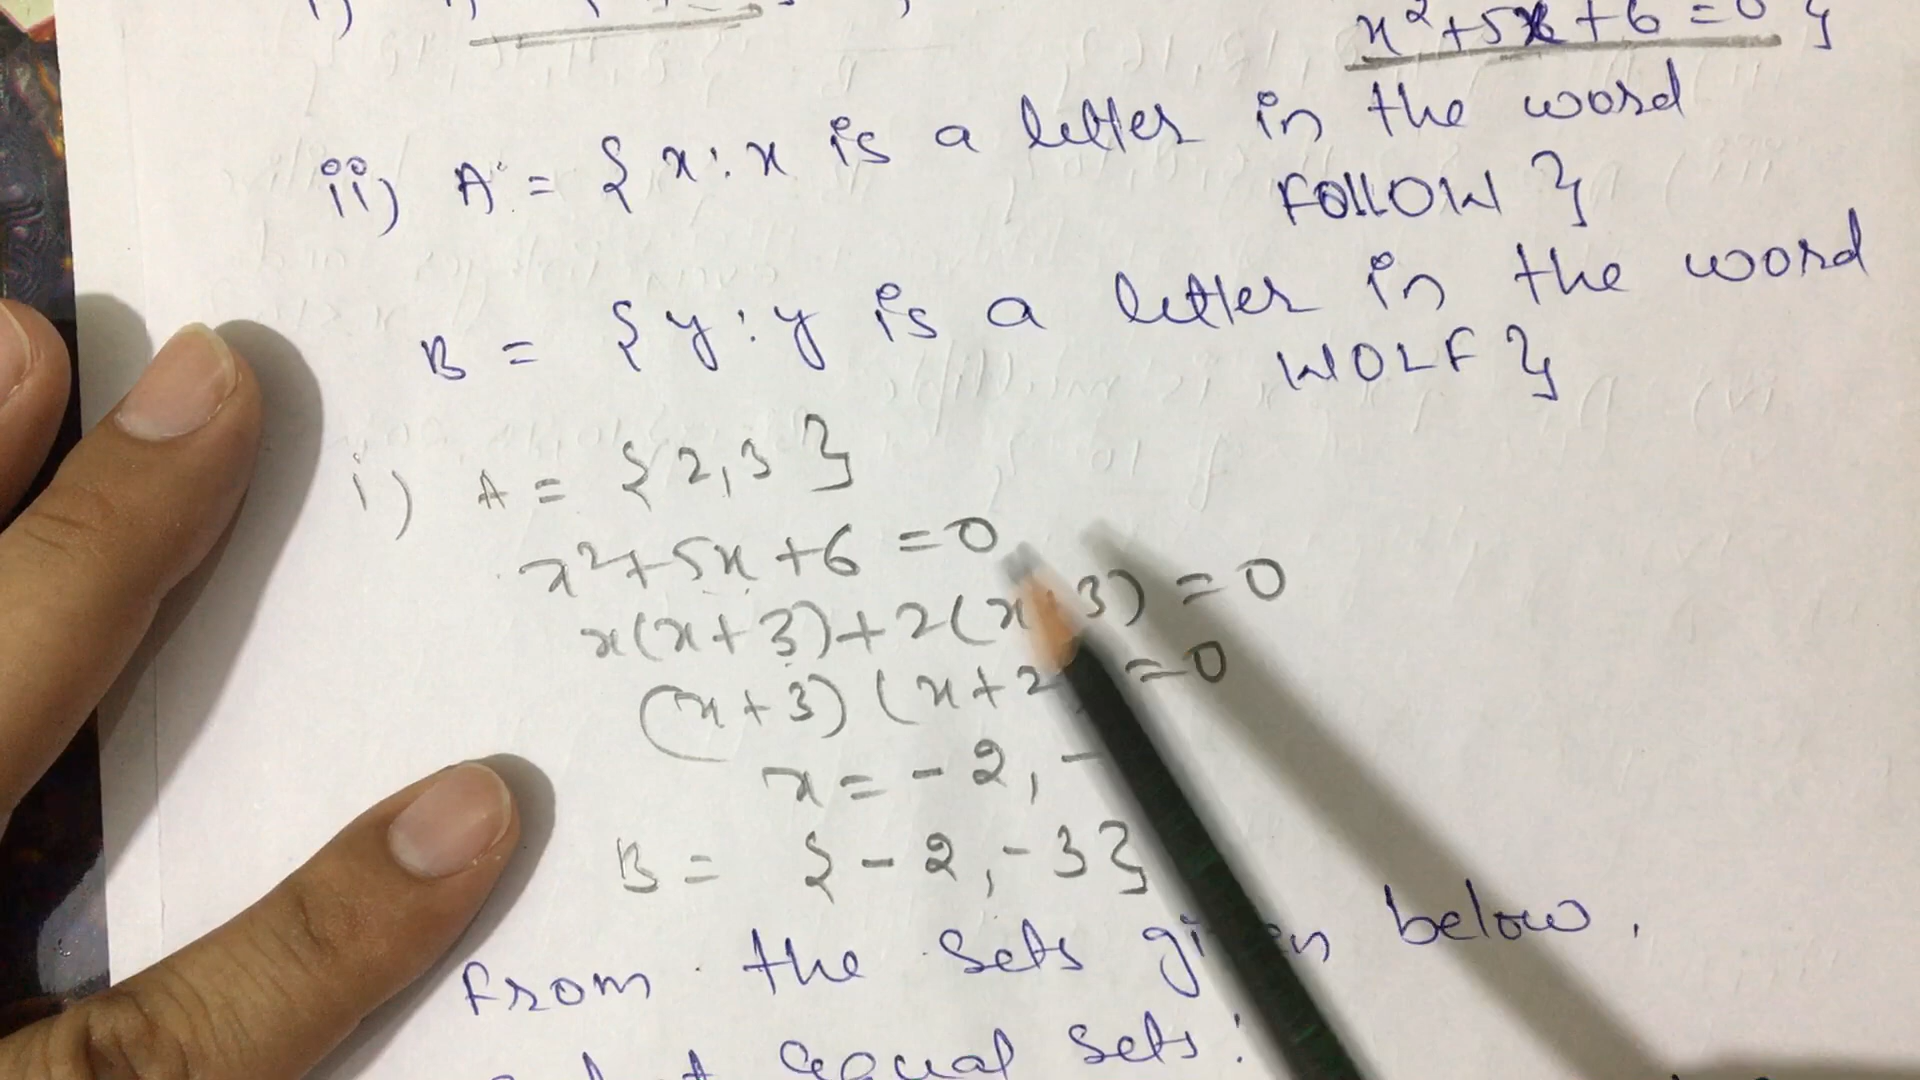 x²+5x+6=0 }
ii) A = { x : x is a letter in the word
FOLLOW }
B = { y : y is a letter in the word
WOLF }
i) A = { 2, 3 }
x²+5x+6 =0
x(x+3)+2(x+3) =0
(x+3) (x+2) =0
x = -2, -
B = { -2, -3 }
From the sets given below,
equal sets: